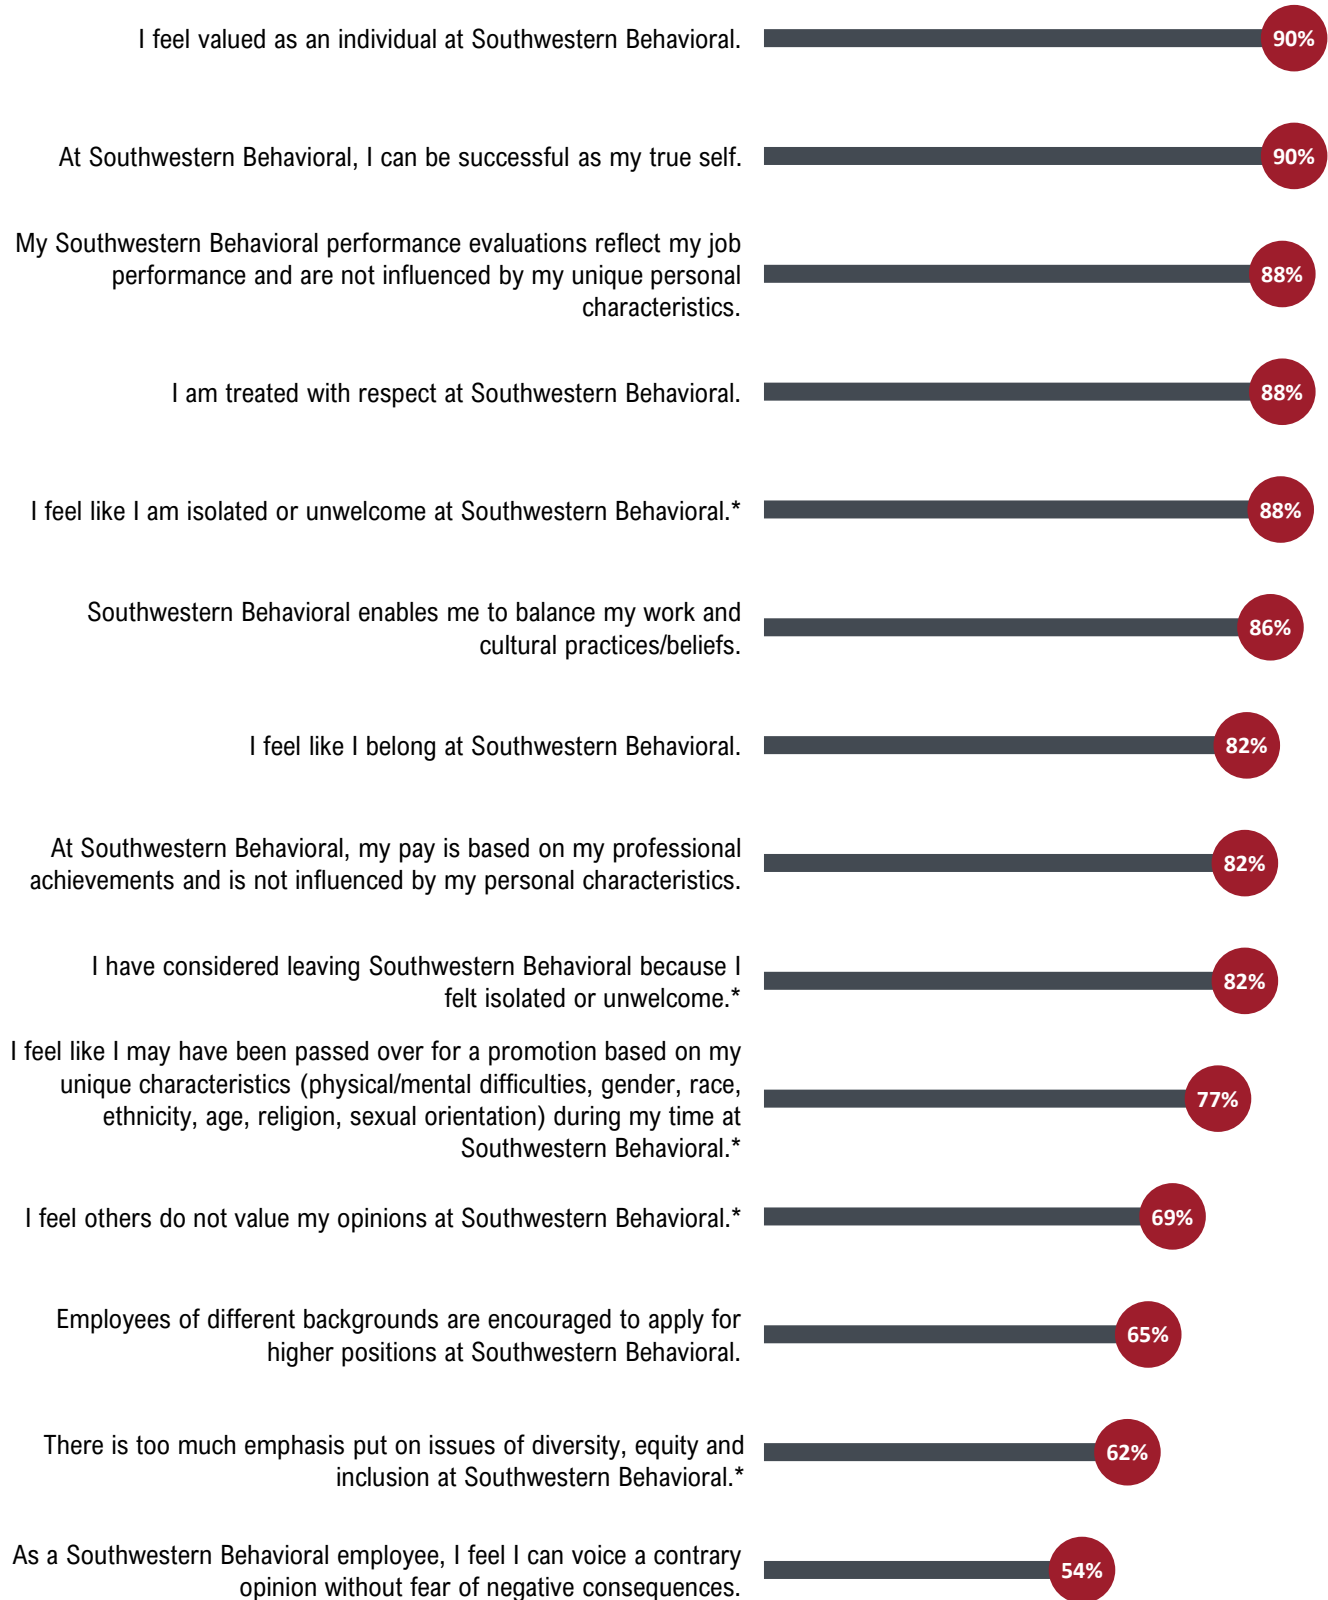 I feel valued as an individual at Southwestern Behavioral.
90%
At Southwestern Behavioral, I can be successful as my true self.
90%
My Southwestern Behavioral performance evaluations reflect my job
performance and are not influenced by my unique personal
characteristics.
88%
I am treated with respect at Southwestern Behavioral.
88%
I feel like I am isolated or unwelcome at Southwestern Behavioral.*
88%
Southwestern Behavioral enables me to balance my work and
cultural practices/beliefs.
86%
I feel like I belong at Southwestern Behavioral.
82%
At Southwestern Behavioral, my pay is based on my professional
achievements and is not influenced by my personal characteristics.
82%
I have considered leaving Southwestern Behavioral because I
felt isolated or unwelcome.*
82%
I feel like I may have been passed over for a promotion based on my
unique characteristics (physical/mental difficulties, gender, race,
ethnicity, age, religion, sexual orientation) during my time at
Southwestern Behavioral.*
77%
I feel others do not value my opinions at Southwestern Behavioral.*
69%
Employees of different backgrounds are encouraged to apply for
higher positions at Southwestern Behavioral.
65%
There is too much emphasis put on issues of diversity, equity and
inclusion at Southwestern Behavioral.*
62%
As a Southwestern Behavioral employee, I feel I can voice a contrary
opinion without fear of negative consequences.
54%